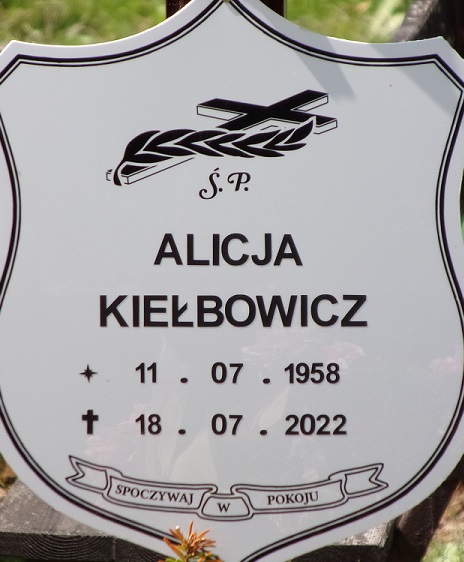 Ś. P.
ALICJA
KIEŁBOWICZ
11 . 07 . 1958
18 . 07 . 2022
SPOCZYWAJ W POKOJU